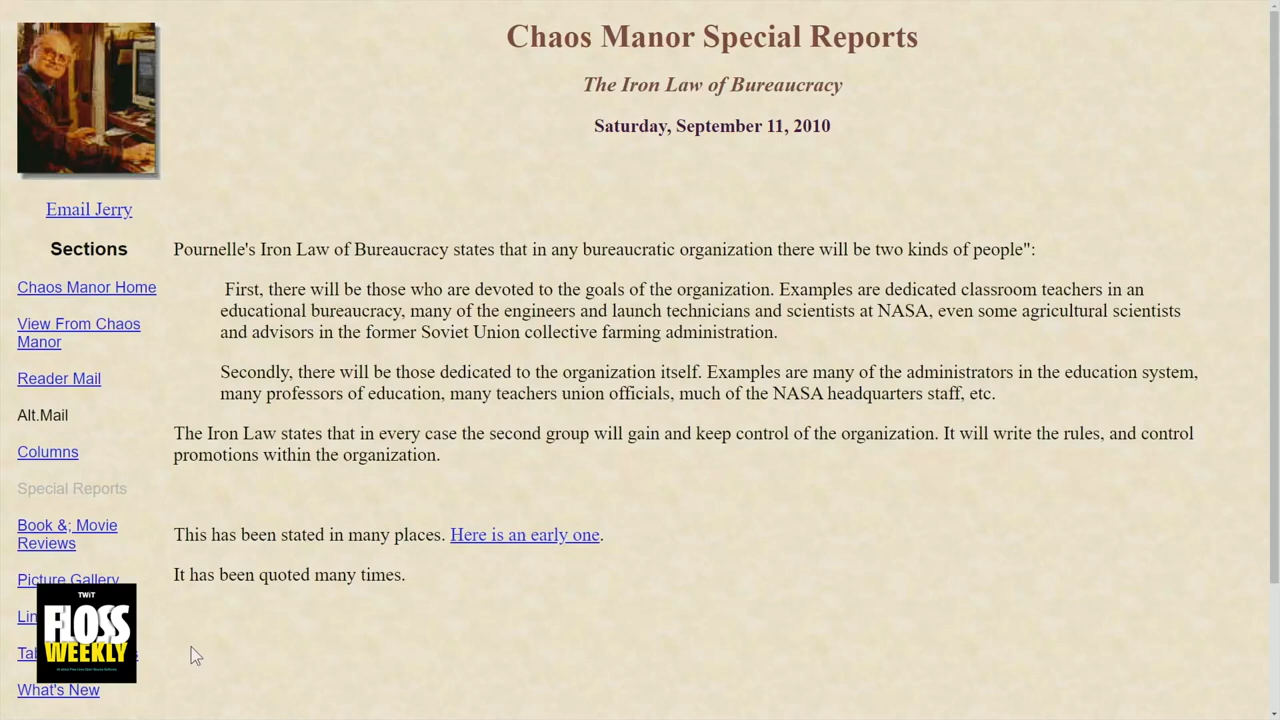 Chaos Manor Special Reports
The Iron Law of Bureaucracy
Saturday, September 11, 2010
Email Jerry
Sections
Chaos Manor Home
View From Chaos
Manor
Reader Mail
Alt.Mail
Columns
Special Reports
Book &; Movie
Reviews
Picture Gallery
What's New
Pournelle's Iron Law of Bureaucracy states that in any bureaucratic organization there will be two kinds of people":
First, there will be those who are devoted to the goals of the organization. Examples are dedicated classroom teachers in an
educational bureaucracy, many of the engineers and launch technicians and scientists at NASA, even some agricultural scientists
and advisors in the former Soviet Union collective farming administration.
Secondly, there will be those dedicated to the organization itself. Examples are many of the administrators in the education system,
many professors of education, many teachers union officials, much of the NASA headquarters staff, etc.
The Iron Law states that in every case the second group will gain and keep control of the organization. It will write the rules, and control
promotions within the organization.
This has been stated in many places. Here is an early one.
It has been quoted many times.
TWiT
FLOSS
WEEKLY